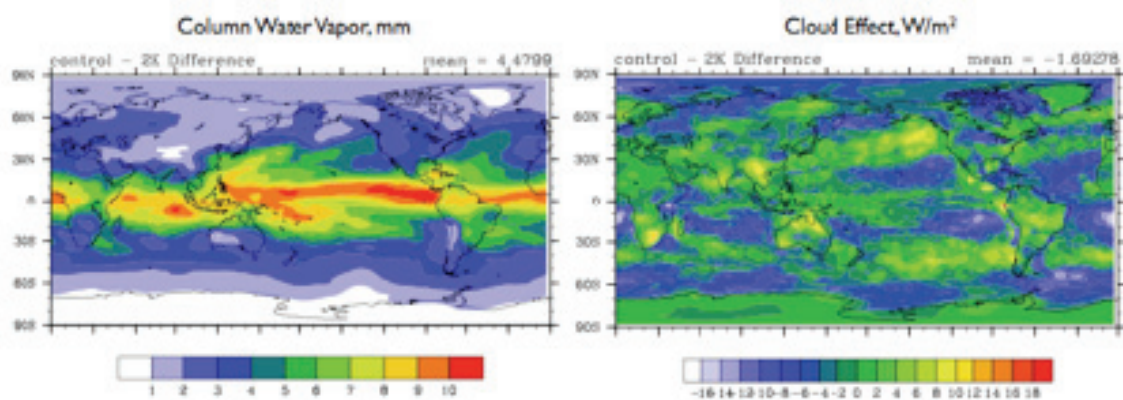 Column Water Vapor, mm
control - 2K Difference
mean = 4.4799
90N
60N
30N
0
30S
60S
90S
1 2 3 4 5 6 7 8 9 10
Cloud Effect, W/m²
control - 2K Difference
mean = -1.69278
90N
60N
30N
0
30S
60S
90S
-16 -14 -12 -10 -8 -6 -4 -2 0 2 4 6 8 10 12 14 16 18